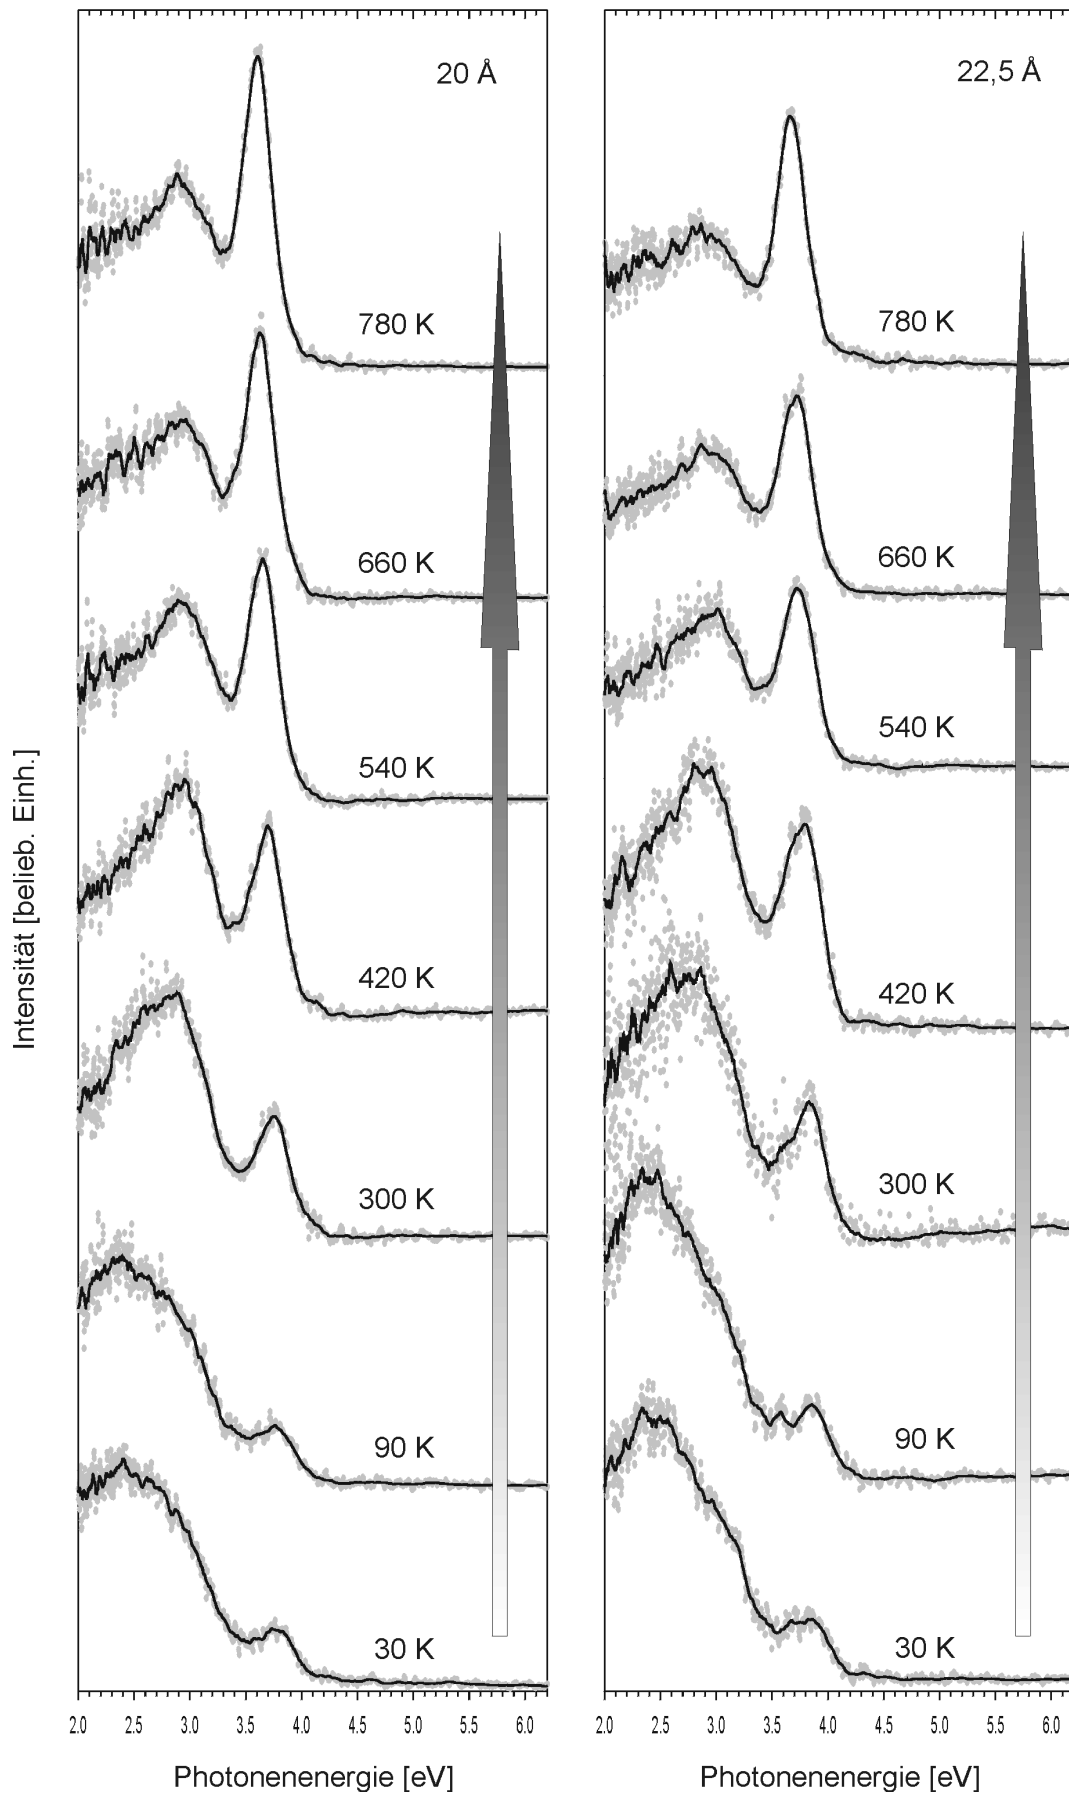 20 Å
780 K
660 K
540 K
420 K
300 K
90 K
30 K
22,5 Å
780 K
660 K
540 K
420 K
300 K
90 K
30 K
Intensität [belieb. Einh.]
2.0 2.5 3.0 3.5 4.0 4.5 5.0 5.5 6.0
2.0 2.5 3.0 3.5 4.0 4.5 5.0 5.5 6.0
Photonenenergie [eV]
Photonenenergie [eV]